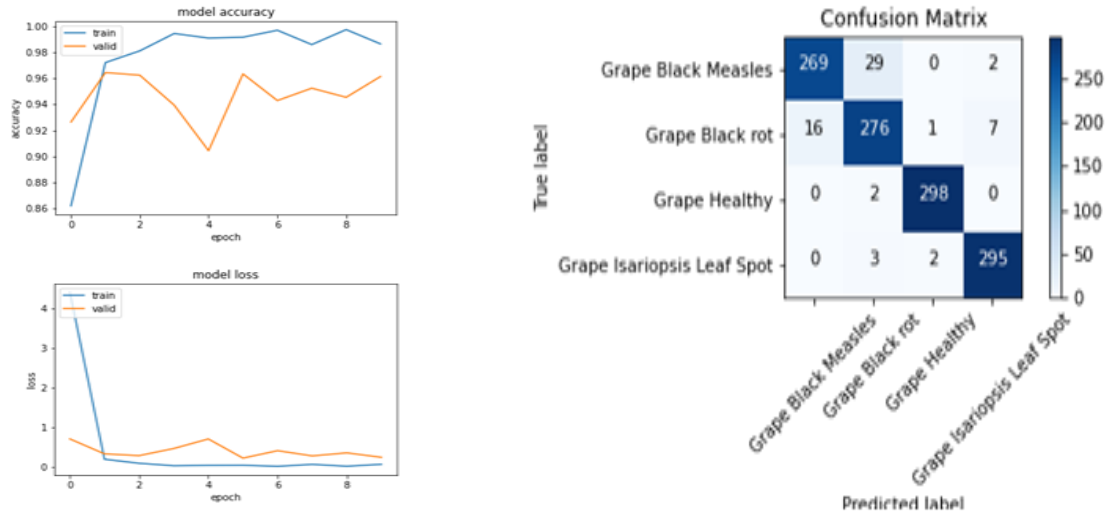 model accuracy
train
valid
1.00
0.98
0.96
0.94
0.92
0.90
0.88
0.86
accuracy
0 2 4 6 8
epoch
model loss
train
valid
4
3
2
1
0
loss
0 2 4 6 8
epoch
Confusion Matrix
True label
Grape Black Measles 269 29 0 2
Grape Black rot 16 276 1 7
Grape Healthy 0 2 298 0
Grape Isariopsis Leaf Spot 0 3 2 295
250
200
150
100
50
0
Grape Black Measles
Grape Black rot
Grape Healthy
Grape Isariopsis Leaf Spot
Predicted label